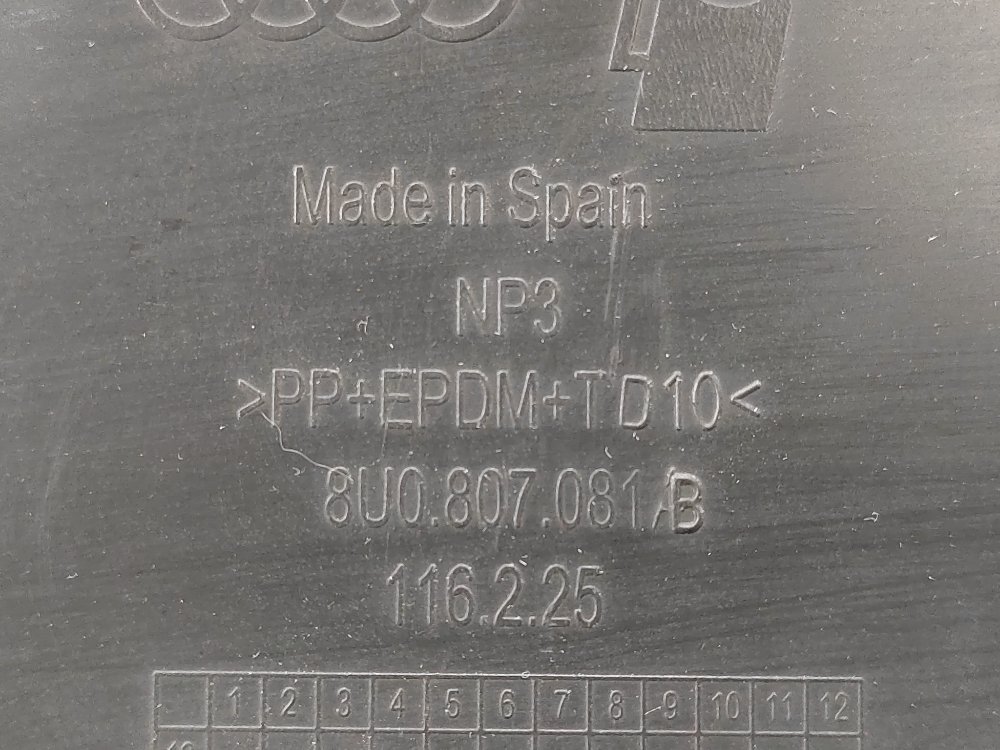 Made in Spain
NP3
>PP+EPDM+TD10<
8U0.807.081.B
116.2.25
1 2 3 4 5 6 7 8 9 10 11 12